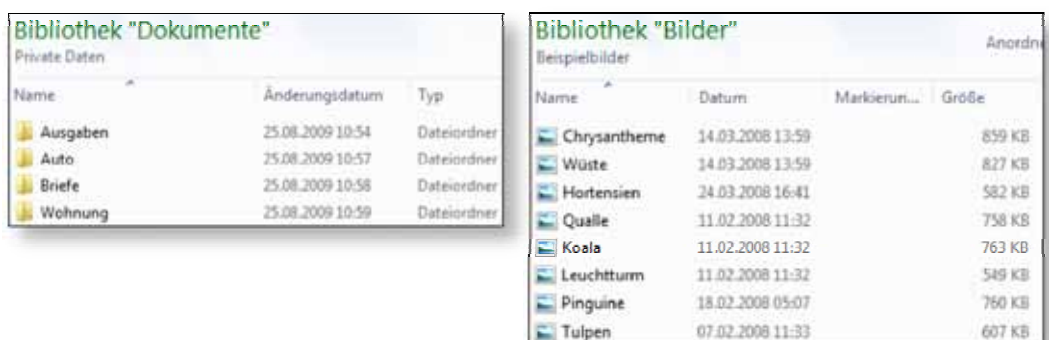 Bibliothek "Dokumente"
Private Daten
Name Änderungsdatum Typ
Ausgaben 25.08.2009 10:54 Dateiordner
Auto 25.08.2009 10:57 Dateiordner
Briefe 25.08.2009 10:58 Dateiordner
Wohnung 25.08.2009 10:59 Dateiordner
Bibliothek "Bilder"
Beispielbilder Anordn
Name Datum Markierun... Größe
Chrysantheme 14.03.2008 13:59 859 KB
Wüste 14.03.2008 13:59 827 KB
Hortensien 24.03.2008 16:41 582 KB
Qualle 11.02.2008 11:32 758 KB
Koala 11.02.2008 11:32 763 KB
Leuchtturm 11.02.2008 11:32 549 KB
Pinguine 18.02.2008 05:07 760 KB
Tulpen 07.02.2008 11:33 607 KB